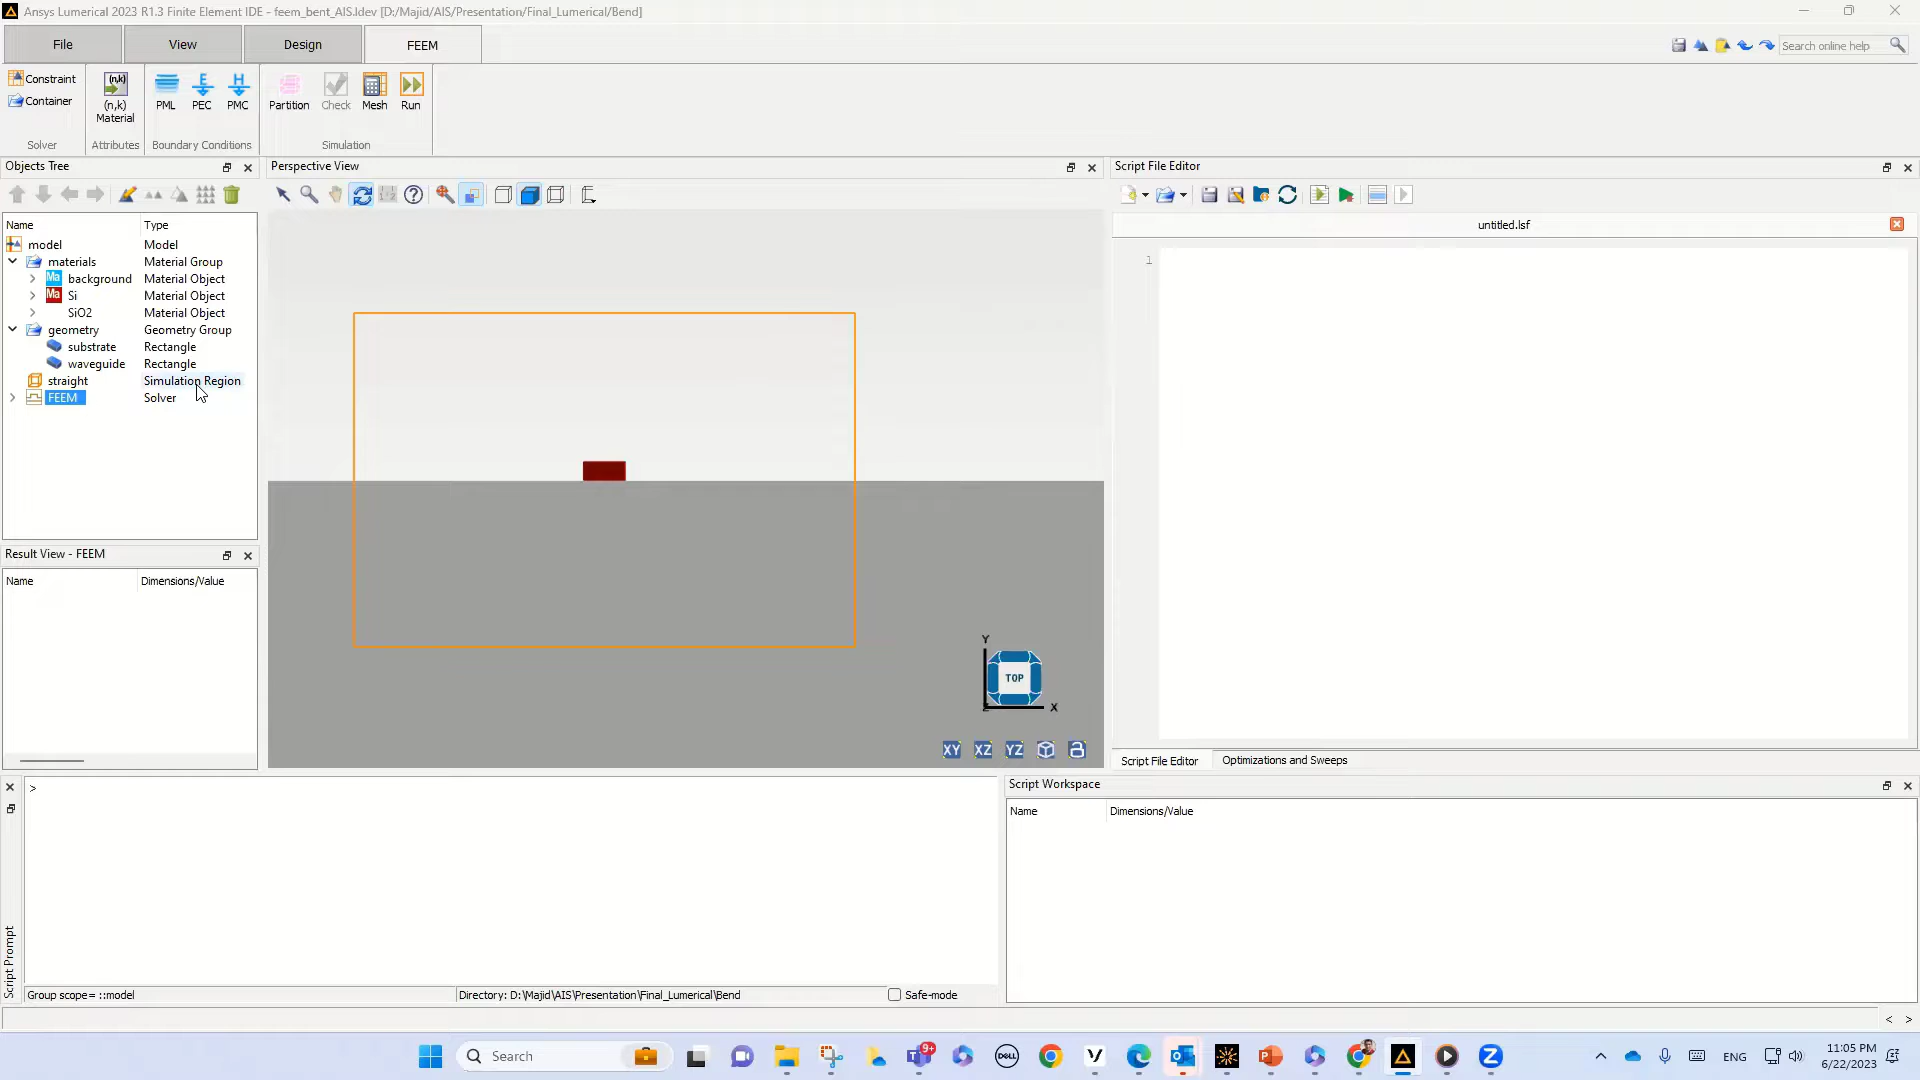 Ansys Lumerical 2023 R1.3 Finite Element IDE - feem_bent_AIS.ldev [D:/Majid/AIS/Presentation/Final_Lumerical/Bend]
File View Design FEEM
Search online help
Constraint
Container
(n,k)
(n,k)
Material
PML
E
PEC
H
PMC
Partition
Check
Mesh
Run
Solver Attributes Boundary Conditions Simulation
Objects Tree
Name Type
model Model
materials Material Group
Ma background Material Object
Ma Si Material Object
SiO2 Material Object
geometry Geometry Group
substrate Rectangle
waveguide Rectangle
straight Simulation Region
FEEM Solver
Result View - FEEM
Name Dimensions/Value
Perspective View
Y
TOP
Z
X
XY XZ YZ
Script File Editor
untitled.lsf
1
Script File Editor Optimizations and Sweeps
Script Prompt
>
Group scope= ::model
Directory: D:\Majid\AIS\Presentation\Final_Lumerical\Bend
Safe-mode
Script Workspace
Name Dimensions/Value
Search
9+
DELL
ENG
11:05 PM
6/22/2023